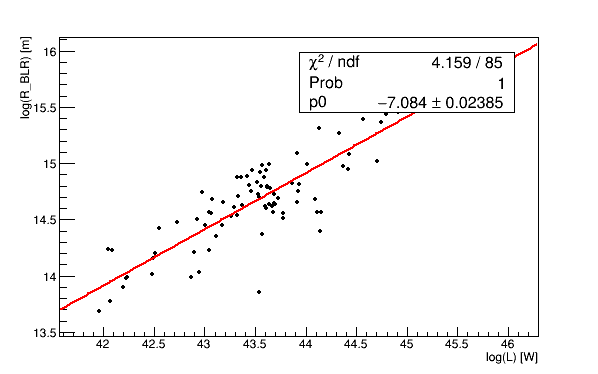 log(R_BLR) [m]
16
15.5
15
14.5
14
13.5
χ² / ndf 4.159 / 85
Prob 1
p0 −7.084 ± 0.02385
42 42.5 43 43.5 44 44.5 45 45.5 46
log(L) [W]